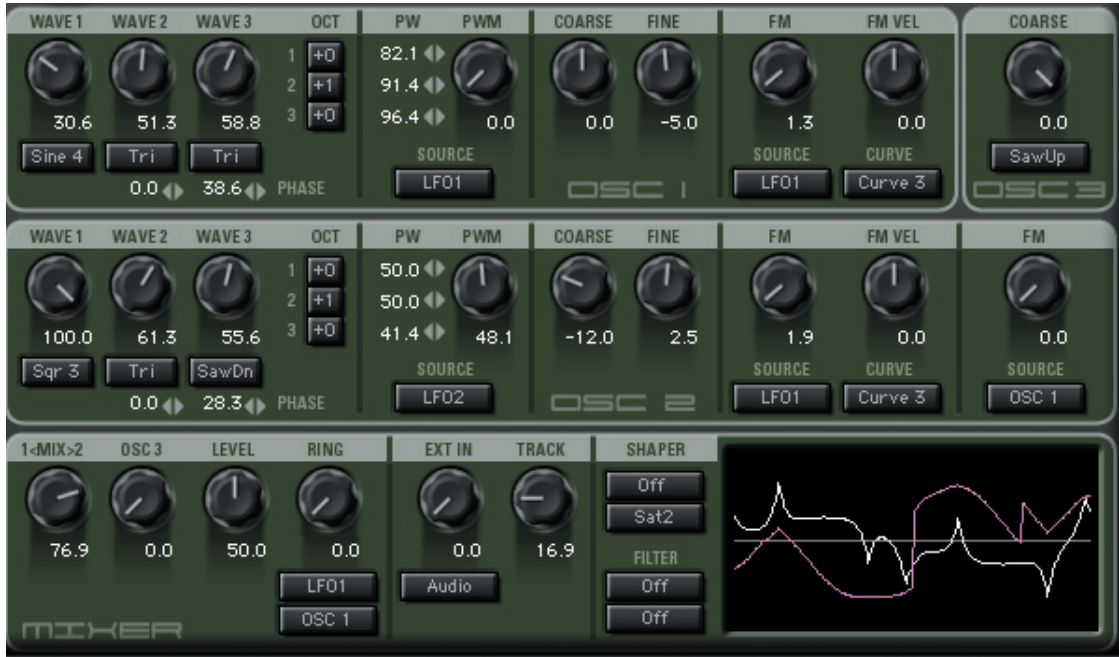 WAVE 1 WAVE 2 WAVE 3 OCT PW PWM COARSE FINE FM FM VEL COARSE
1 +0 82.1
2 +1 91.4
3 +0 96.4
30.6 51.3 58.8 0.0 0.0 -5.0 1.3 0.0 0.0
Sine 4 Tri Tri SOURCE SOURCE CURVE SawUp
0.0 38.6 PHASE LFO1 OSC 1 LFO1 Curve 3 OSC 3
WAVE 1 WAVE 2 WAVE 3 OCT PW PWM COARSE FINE FM FM VEL FM
1 +0 50.0
2 +1 50.0
3 +0 41.4
100.0 61.3 55.6 48.1 -12.0 2.5 1.9 0.0 0.0
Sqr 3 Tri SawDn SOURCE SOURCE CURVE SOURCE
0.0 28.3 PHASE LFO2 OSC 2 LFO1 Curve 3 OSC 1
1<MIX>2 OSC 3 LEVEL RING EXT IN TRACK SHAPER
Off
Sat2
76.9 0.0 50.0 0.0 0.0 16.9
FILTER
LFO1 Audio Off
MIXER OSC 1 Off